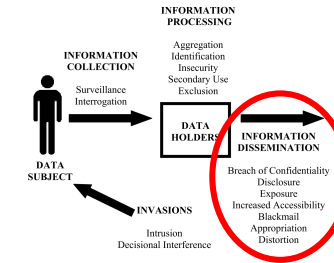 INFORMATION
PROCESSING
Aggregation
Identification
Insecurity
Secondary Use
Exclusion
INFORMATION
COLLECTION
Surveillance
Interrogation
DATA
HOLDERS
INFORMATION
DISSEMINATION
Breach of Confidentiality
Disclosure
Exposure
Increased Accessibility
Blackmail
Appropriation
Distortion
DATA
SUBJECT
INVASIONS
Intrusion
Decisional Interference